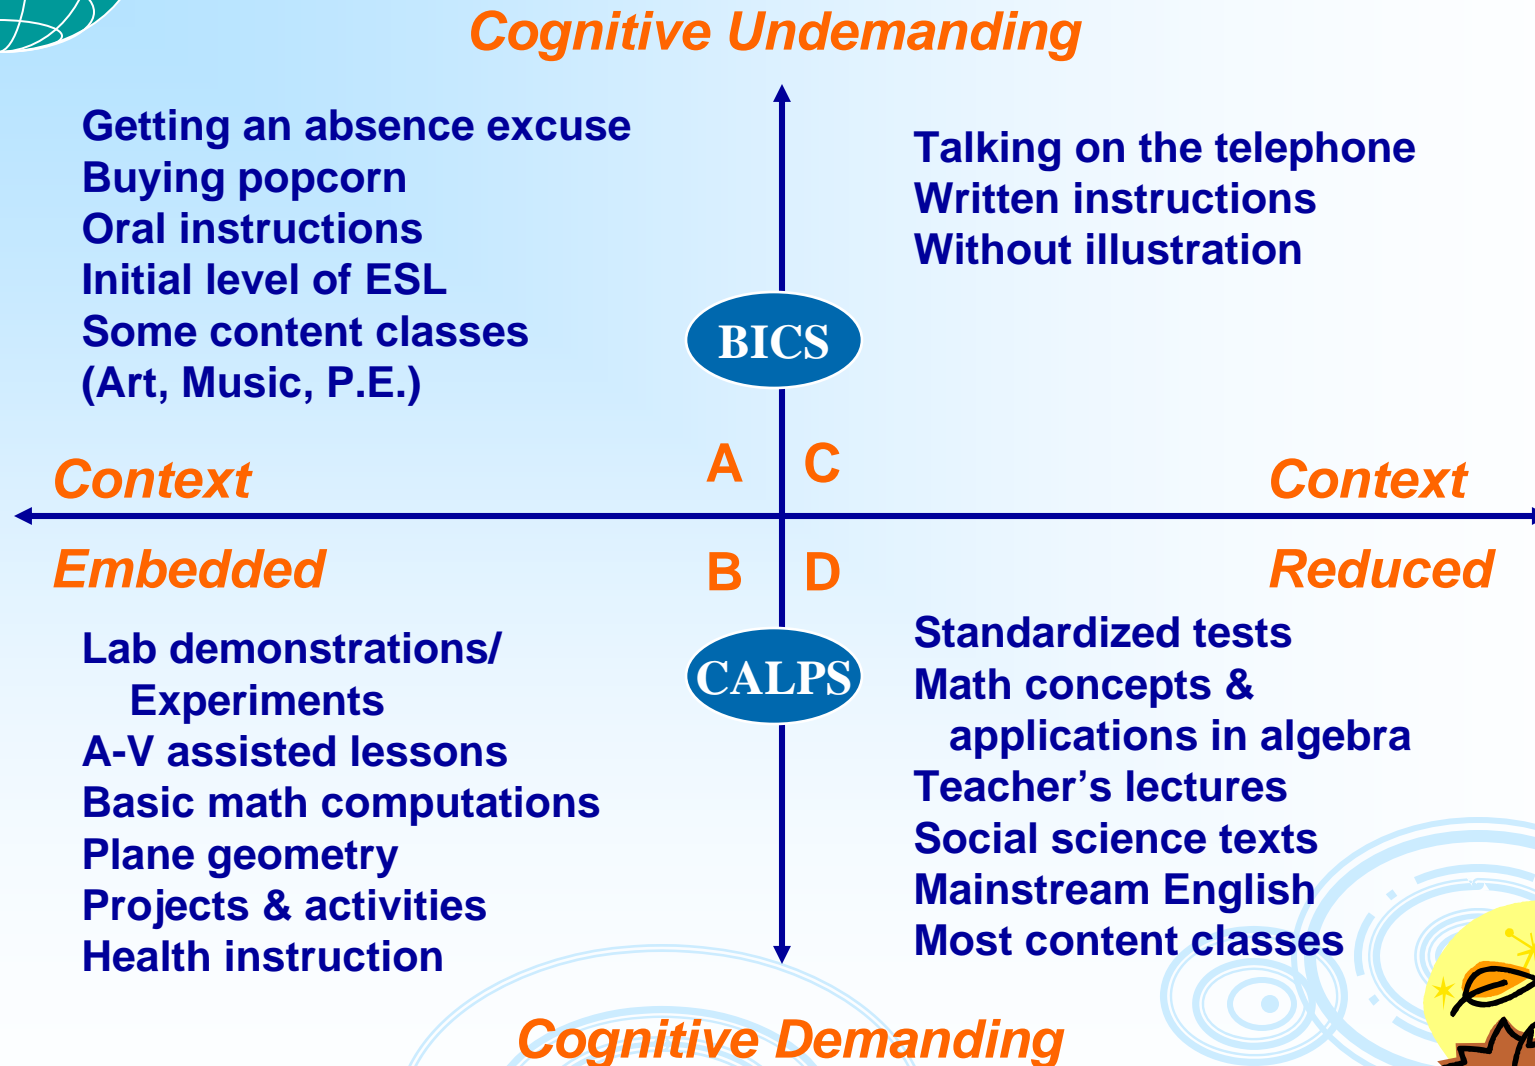 Cognitive Undemanding
Getting an absence excuse
Buying popcorn
Oral instructions
Initial level of ESL
Some content classes
(Art, Music, P.E.)
Talking on the telephone
Written instructions
Without illustration
BICS
A
C
Context
Context
Embedded
Reduced
B
D
CALPS
Lab demonstrations/
Experiments
A-V assisted lessons
Basic math computations
Plane geometry
Projects & activities
Health instruction
Standardized tests
Math concepts &
applications in algebra
Teacher’s lectures
Social science texts
Mainstream English
Most content classes
Cognitive Demanding